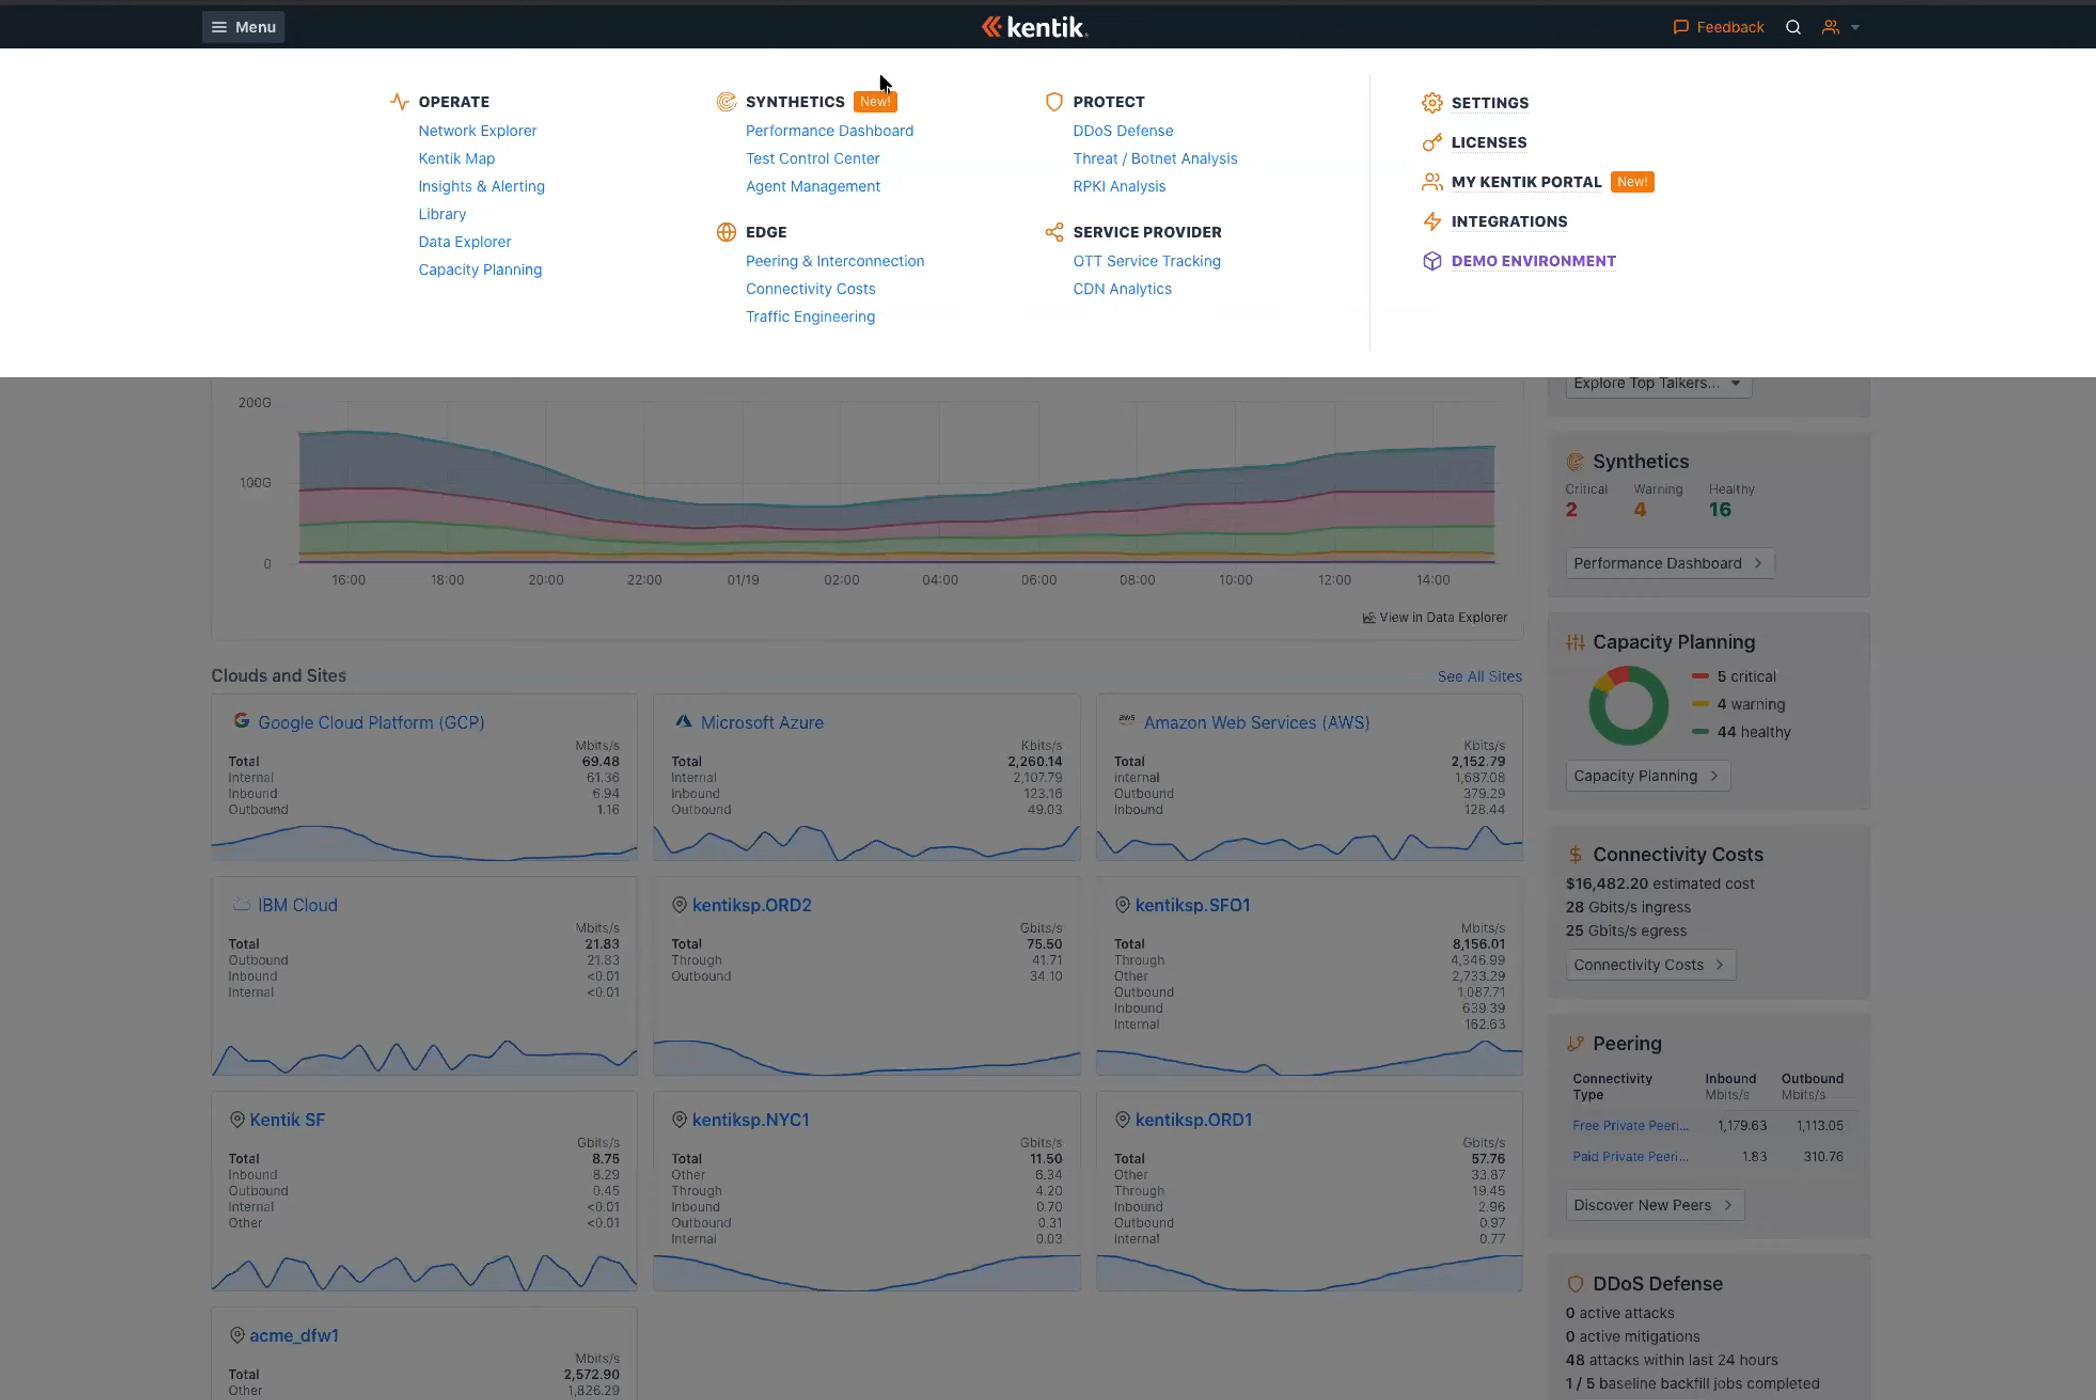 Menu
kentik
Feedback
OPERATE
Network Explorer
Kentik Map
Insights & Alerting
Library
Data Explorer
Capacity Planning
SYNTHETICS New!
Performance Dashboard
Test Control Center
Agent Management
EDGE
Peering & Interconnection
Connectivity Costs
Traffic Engineering
PROTECT
DDoS Defense
Threat / Botnet Analysis
RPKI Analysis
SERVICE PROVIDER
OTT Service Tracking
CDN Analytics
SETTINGS
LICENSES
MY KENTIK PORTAL New!
INTEGRATIONS
DEMO ENVIRONMENT
200G
100G
0
16:00 18:00 20:00 22:00 01/19 02:00 04:00 06:00 08:00 10:00 12:00 14:00
View in Data Explorer
Clouds and Sites
See All Sites
Google Cloud Platform (GCP)
Mbits/s
Total 69.48
Internal 61.36
Inbound 6.94
Outbound 1.16
Microsoft Azure
Kbits/s
Total 2,260.14
Internal 2,107.79
Inbound 123.16
Outbound 49.03
aws Amazon Web Services (AWS)
Kbits/s
Total 2,152.79
Internal 1,687.08
Outbound 379.29
Inbound 128.44
IBM Cloud
Mbits/s
Total 21.83
Outbound 21.83
Inbound <0.01
Internal <0.01
kentiksp.ORD2
Gbits/s
Total 75.50
Through 41.71
Outbound 34.10
kentiksp.SFO1
Mbits/s
Total 8,156.01
Through 4,346.99
Other 2,733.29
Outbound 1,087.71
Inbound 639.39
Internal 162.63
Kentik SF
Gbits/s
Total 8.75
Inbound 8.29
Outbound 0.45
Internal <0.01
Other <0.01
kentiksp.NYC1
Gbits/s
Total 11.50
Other 6.34
Through 4.20
Inbound 0.70
Outbound 0.31
Internal 0.03
kentiksp.ORD1
Gbits/s
Total 57.76
Other 33.87
Through 19.45
Inbound 2.96
Outbound 0.97
Internal 0.77
acme_dfw1
Mbits/s
Total 2,572.90
Other 1,826.29
Explore Top Talkers...
Synthetics
Critical Warning Healthy
2 4 16
Performance Dashboard
Capacity Planning
5 critical
4 warning
44 healthy
Capacity Planning
Connectivity Costs
$16,482.20 estimated cost
28 Gbits/s ingress
25 Gbits/s egress
Connectivity Costs
Peering
Connectivity Type Inbound Mbits/s Outbound Mbits/s
Free Private Peeri... 1,179.63 1,113.05
Paid Private Peeri... 1.83 310.76
Discover New Peers
DDoS Defense
0 active attacks
0 active mitigations
48 attacks within last 24 hours
1 / 5 baseline backfill jobs completed